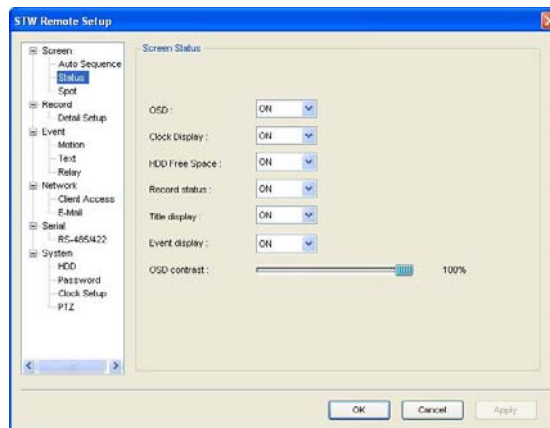 STW Remote Setup
Screen
Auto Sequence
Status
Spot
Record
Detail Setup
Event
Motion
Text
Relay
Network
Client Access
E-Mail
Serial
RS-485/422
System
HDD
Password
Clock Setup
PTZ
Screen Status
OSD : ON
Clock Display : ON
HDD Free Space : ON
Record status : ON
Title display : ON
Event display : ON
OSD contrast : 100%
OK Cancel Apply